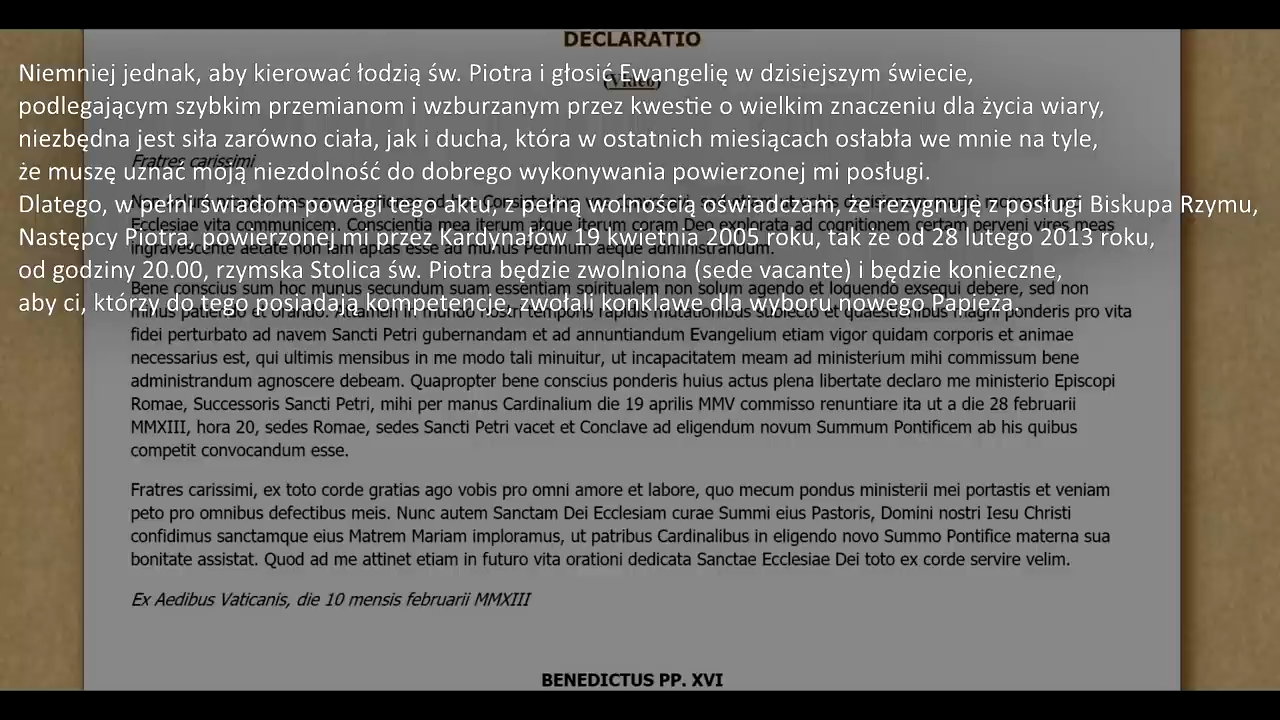 DECLARATIO
(Video)
Niemniej jednak, aby kierować łodzią św. Piotra i głosić Ewangelię w dzisiejszym świecie,
podlegającym szybkim przemianom i wzburzanym przez kwestie o wielkim znaczeniu dla życia wiary,
niezbędna jest siła zarówno ciała, jak i ducha, która w ostatnich miesiącach osłabła we mnie na tyle,
że muszę uznać moją niezdolność do dobrego wykonywania powierzonej mi posługi.
Dlatego, w pełni świadom powagi tego aktu, z pełną wolnością oświadczam, że rezygnuję z posługi Biskupa Rzymu,
Następcy Piotra, powierzonej mi przez Kardynałów 19 kwietnia 2005 roku, tak że od 28 lutego 2013 roku,
od godziny 20.00, rzymska Stolica św. Piotra będzie zwolniona (sede vacante) i będzie konieczne,
aby ci, którzy do tego posiadają kompetencje, zwołali konklawe dla wyboru nowego Papieża.
Fratres carissimi
Ecclesiae vita communicem. Conscientia mea iterum atque iterum coram Deo explorata ad cognitionem certam perveni vires meas
ingravescente aetate non iam aptas esse ad munus Petrinum aeque administrandum.
Bene conscius sum hoc munus secundum suam essentiam spiritualem non solum agendo et loquendo exsequi debere, sed non
minus patiendo et orando. Attamen in mundo nostri temporis rapidis mutationibus subiecto et quaestionibus magni ponderis pro vita
fidei perturbato ad navem Sancti Petri gubernandam et ad annuntiandum Evangelium etiam vigor quidam corporis et animae
necessarius est, qui ultimis mensibus in me modo tali minuitur, ut incapacitatem meam ad ministerium mihi commissum bene
administrandum agnoscere debeam. Quapropter bene conscius ponderis huius actus plena libertate declaro me ministerio Episcopi
Romae, Successoris Sancti Petri, mihi per manus Cardinalium die 19 aprilis MMV commisso renuntiare ita ut a die 28 februarii
MMXIII, hora 20, sedes Romae, sedes Sancti Petri vacet et Conclave ad eligendum novum Summum Pontificem ab his quibus
competit convocandum esse.
Fratres carissimi, ex toto corde gratias ago vobis pro omni amore et labore, quo mecum pondus ministerii mei portastis et veniam
peto pro omnibus defectibus meis. Nunc autem Sanctam Dei Ecclesiam curae Summi eius Pastoris, Domini nostri Iesu Christi
confidimus sanctamque eius Matrem Mariam imploramus, ut patribus Cardinalibus in eligendo novo Summo Pontifice materna sua
bonitate assistat. Quod ad me attinet etiam in futuro vita orationi dedicata Sanctae Ecclesiae Dei toto ex corde servire velim.
Ex Aedibus Vaticanis, die 10 mensis februarii MMXIII
BENEDICTUS PP. XVI